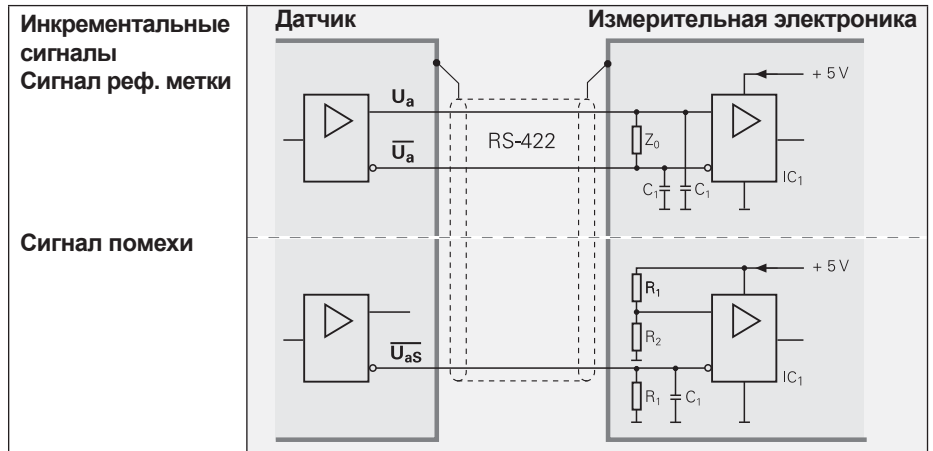 Инкрементальные
сигналы
Сигнал реф. метки
Датчик
Измерительная электроника
+ 5 V
Ua
RS-422
Z0
Ua
C1
C1
IC1
Сигнал помехи
+ 5 V
R1
R2
UaS
IC1
R1
C1